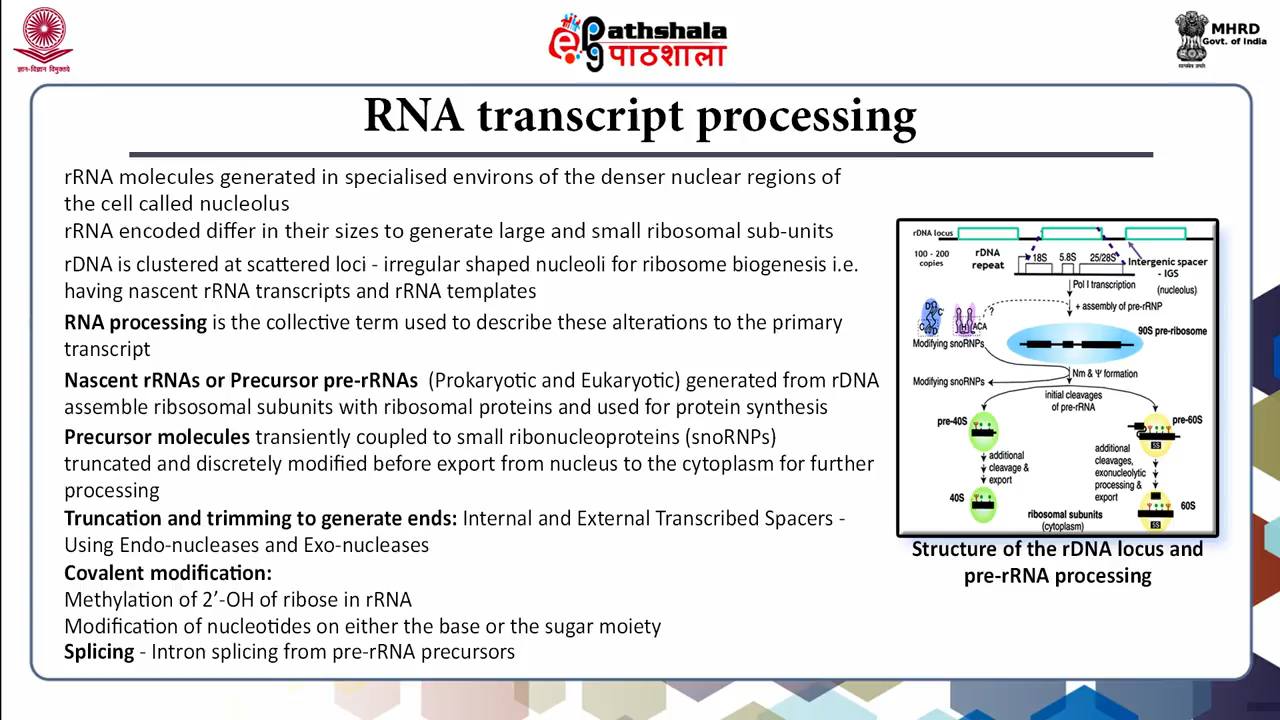 ज्ञान-विज्ञान विमुक्तये
ePathshala
पाठशाला
MHRD
Govt. of India
RNA transcript processing
rRNA molecules generated in specialised environs of the denser nuclear regions of
the cell called nucleolus
rRNA encoded differ in their sizes to generate large and small ribosomal sub-units
rDNA is clustered at scattered loci - irregular shaped nucleoli for ribosome biogenesis i.e.
having nascent rRNA transcripts and rRNA templates
RNA processing is the collective term used to describe these alterations to the primary
transcript
Nascent rRNAs or Precursor pre-rRNAs (Prokaryotic and Eukaryotic) generated from rDNA
assemble ribsosomal subunits with ribosomal proteins and used for protein synthesis
Precursor molecules transiently coupled to small ribonucleoproteins (snoRNPs)
truncated and discretely modified before export from nucleus to the cytoplasm for further
processing
Truncation and trimming to generate ends: Internal and External Transcribed Spacers -
Using Endo-nucleases and Exo-nucleases
Covalent modification:
Methylation of 2’-OH of ribose in rRNA
Modification of nucleotides on either the base or the sugar moiety
Splicing - Intron splicing from pre-rRNA precursors
rDNA locus
100 - 200
copies
rDNA
repeat
18S 5.8S 25/28S
Intergenic spacer
- IGS
(nucleolus)
Pol I transcription
+ assembly of pre-rRNP
?
D C'
C D
H ACA
Modifying snoRNPs
90S pre-ribosome
Nm & Ψ formation
Modifying snoRNPs
initial cleavages
of pre-rRNA
pre-40S
pre-60S
5S
additional
cleavage &
export
additional
cleavages,
exonucleolytic
processing &
export
40S
60S
5S
ribosomal subunits
(cytoplasm)
Structure of the rDNA locus and
pre-rRNA processing